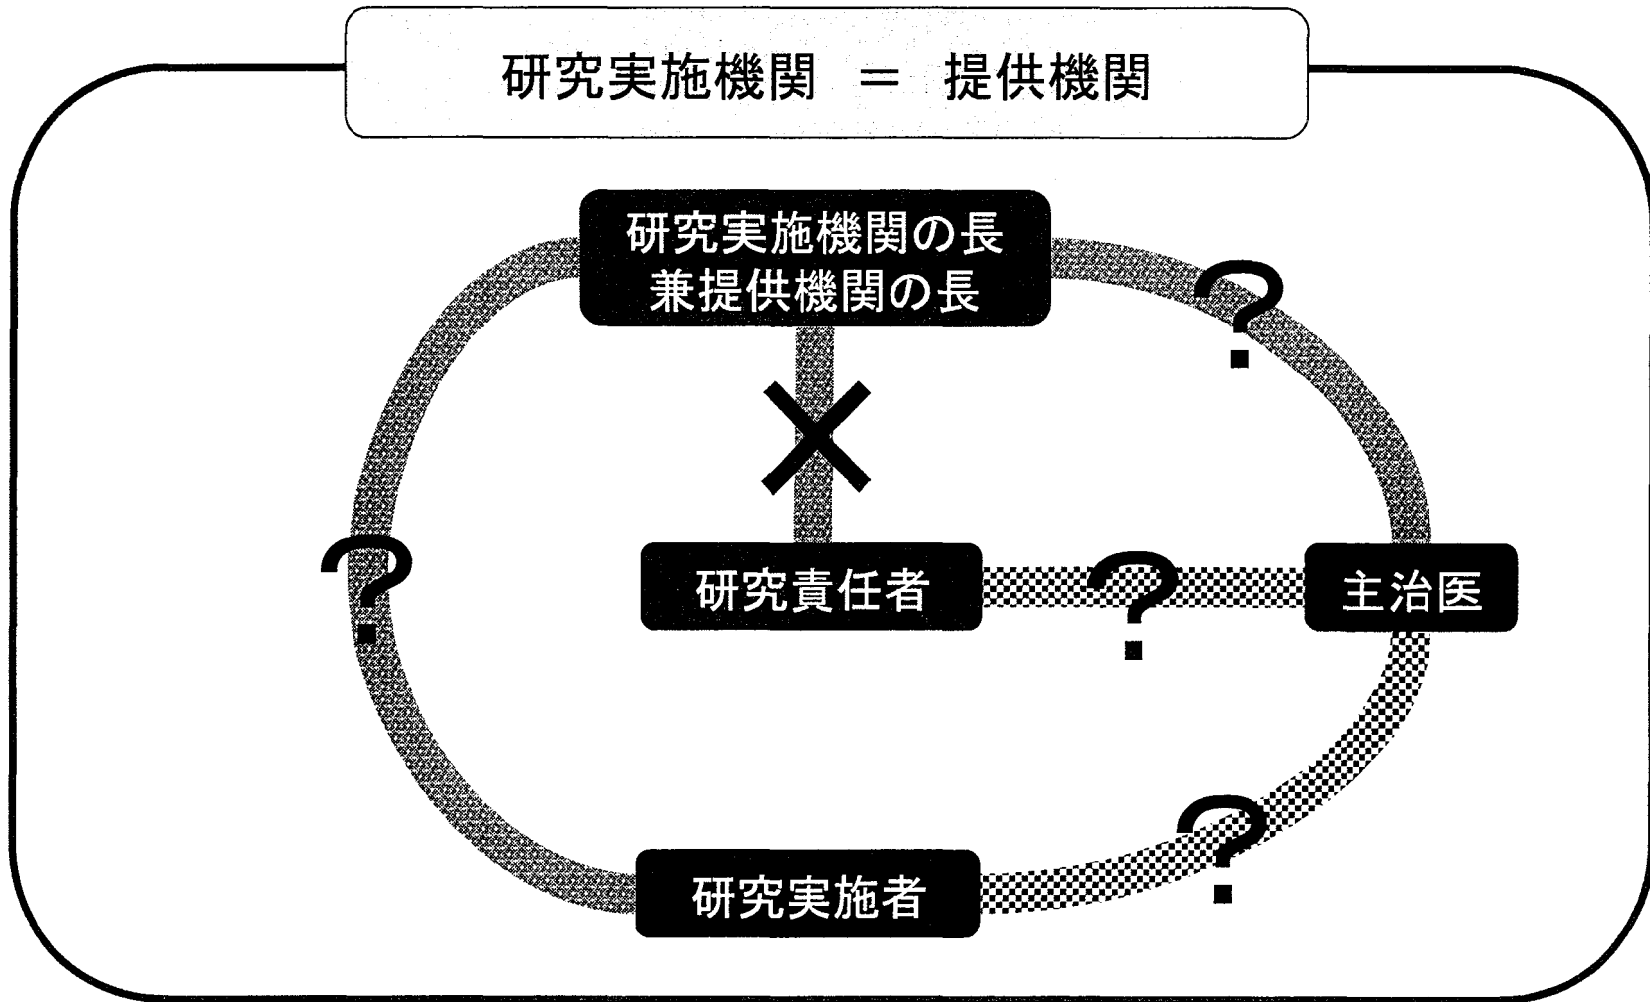 研究実施機関 ＝ 提供機関
研究実施機関の長
兼提供機関の長
?
×
?
研究責任者
?
主治医
?
研究実施者